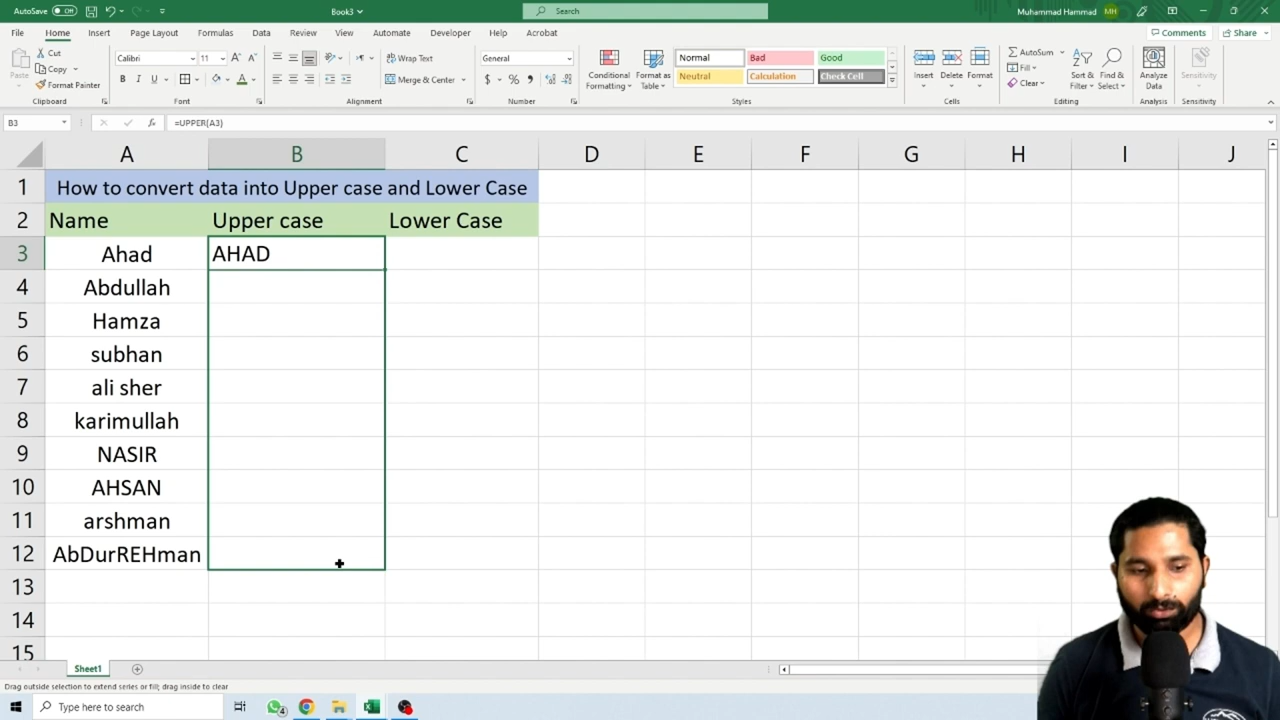 AutoSave Off Book3 Search Muhammad Hammad MH
File Home Insert Page Layout Formulas Data Review View Automate Developer Help Acrobat Comments Share
Paste Cut Copy Format Painter Clipboard
Calibri 11 A A B I U A Font
Wrap Text Merge & Center Alignment
General $ % Number
Conditional Formatting Format as Table Normal Bad Good Neutral Calculation Check Cell Styles
Insert Delete Format Cells
AutoSum Fill Clear Sort & Filter Find & Select Editing
Analyze Data Analysis
Sensitivity Sensitivity
B3 fx =UPPER(A3)
A B C D E F G H I J
1 How to convert data into Upper case and Lower Case
2 Name Upper case Lower Case
3 Ahad AHAD
4 Abdullah
5 Hamza
6 subhan
7 ali sher
8 karimullah
9 NASIR
10 AHSAN
11 arshman
12 AbDurREHman
13
14
15
Sheet1
Drag outside selection to extend series or fill; drag inside to clear
Type here to search 4